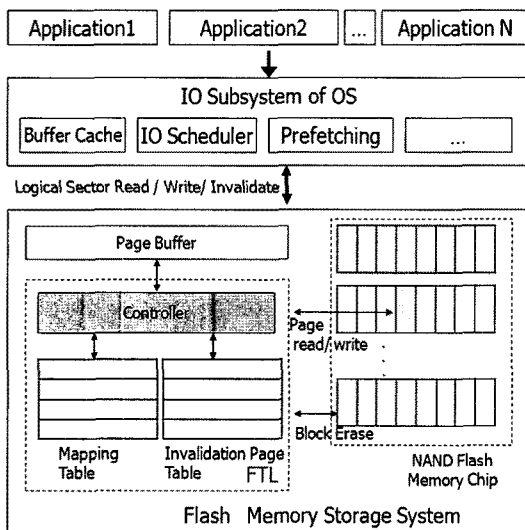 Application1 Application2 ... Application N
IO Subsystem of OS
Buffer Cache IO Scheduler Prefetching ...
Logical Sector Read / Write/ Invalidate
Page Buffer
Controller
Page
read/write
Block Erase
Mapping
Table
Invalidation Page
Table
FTL
NAND Flash
Memory Chip
Flash Memory Storage System